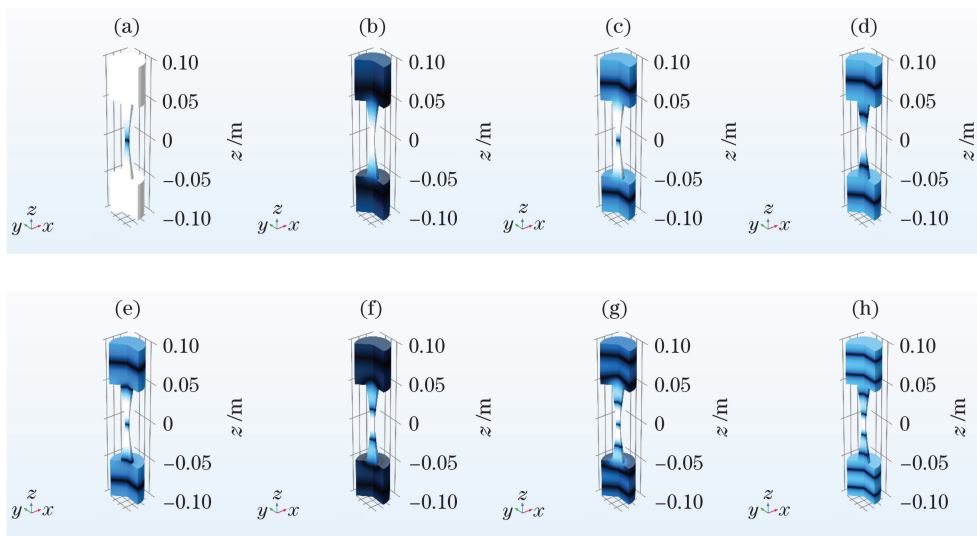 (a) (b) (c) (d)
0.10 0.10 0.10 0.10
0.05 0.05 0.05 0.05
0 0 0 0
z/m z/m z/m z/m
−0.05 −0.05 −0.05 −0.05
−0.10 −0.10 −0.10 −0.10
z z z z
y x y x y x y x
(e) (f) (g) (h)
0.10 0.10 0.10 0.10
0.05 0.05 0.05 0.05
0 0 0 0
z/m z/m z/m z/m
−0.05 −0.05 −0.05 −0.05
−0.10 −0.10 −0.10 −0.10
z z z z
y x y x y x y x